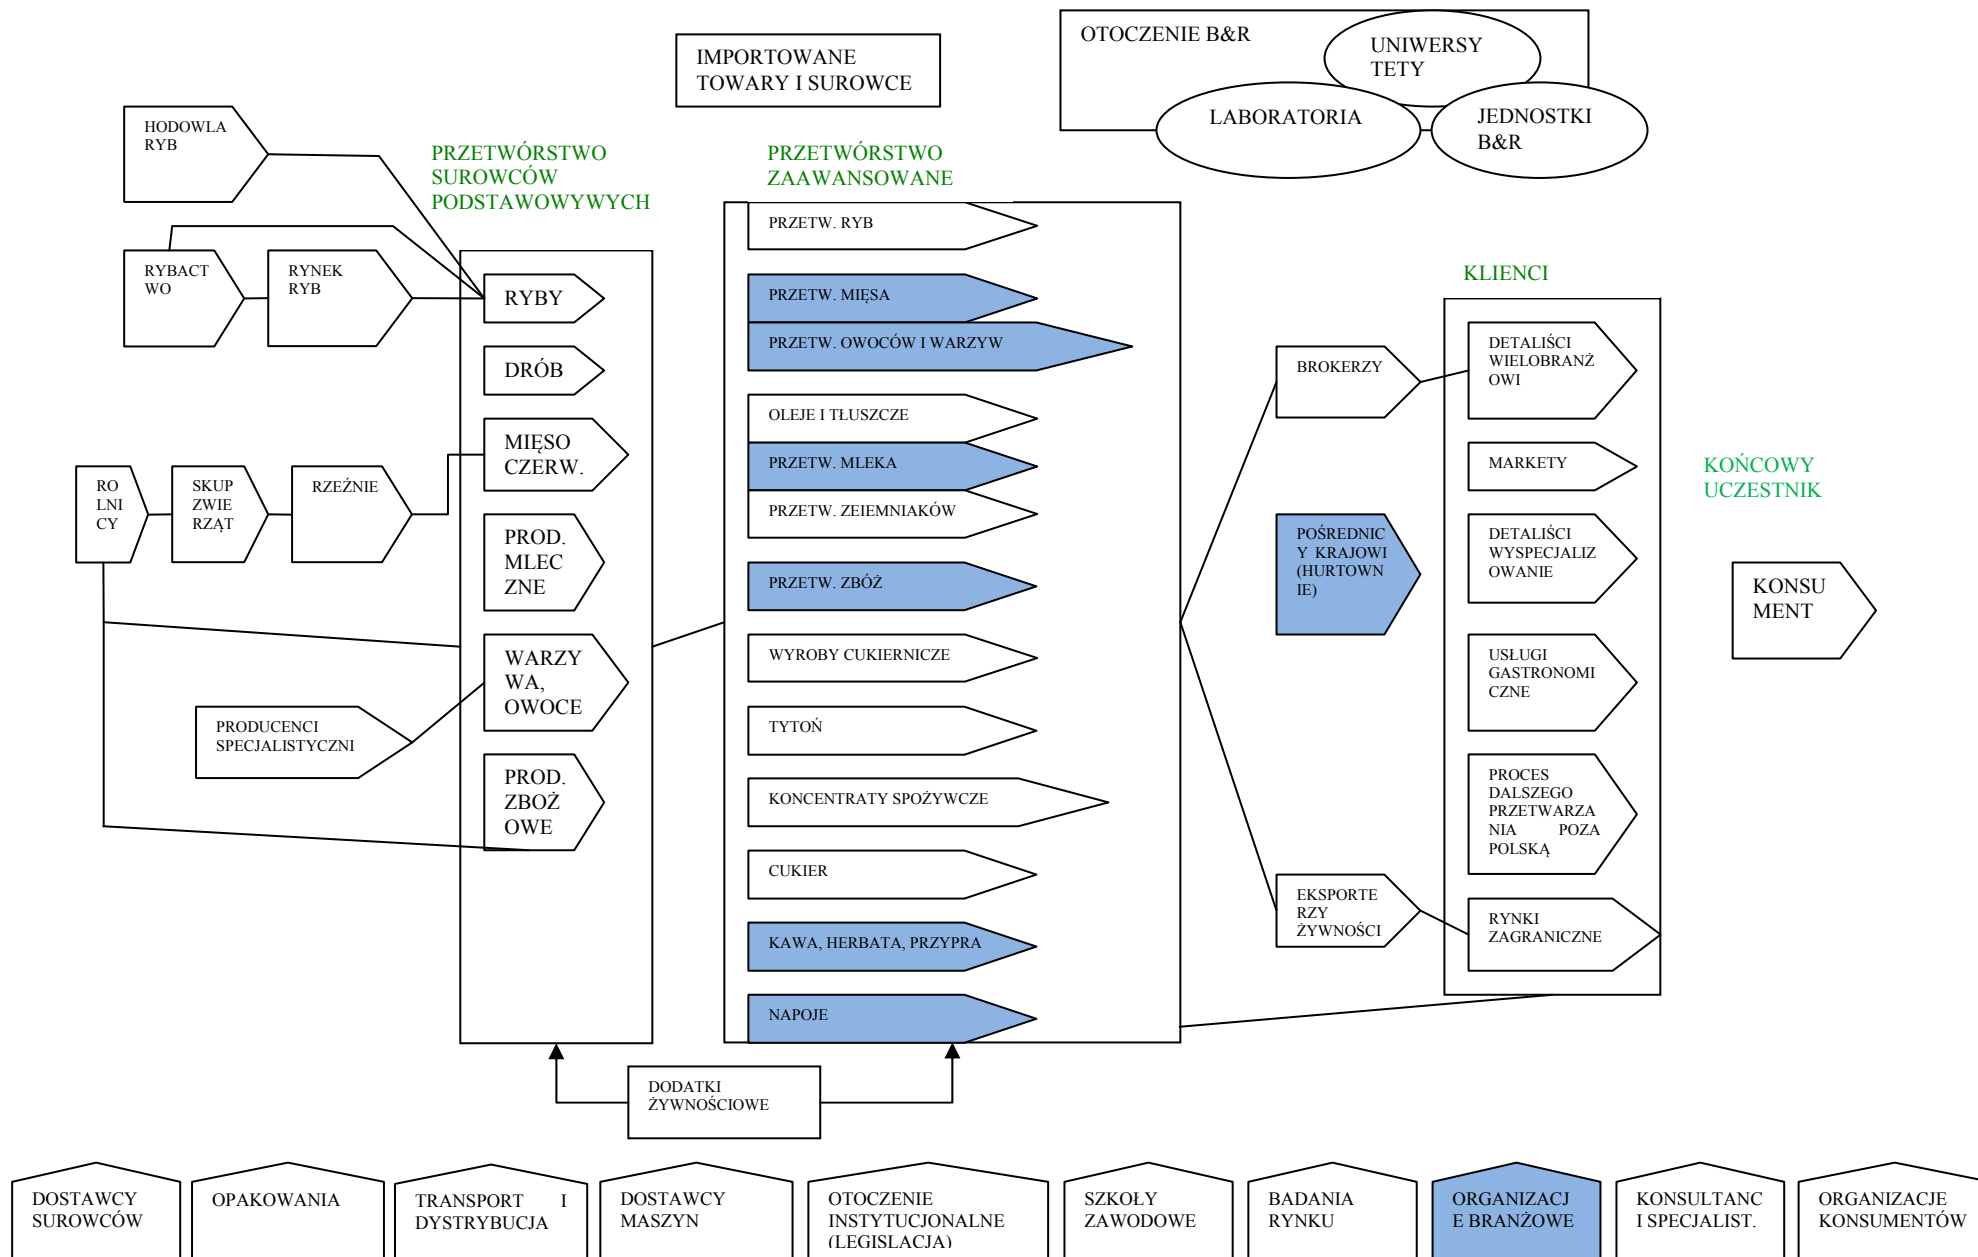 IMPORTOWANE
TOWARY I SUROWCE
OTOCZENIE B&R
UNIWERSY
TETY
LABORATORIA
JEDNOSTKI
B&R
HODOWLA
RYB
PRZETWÓRSTWO
SUROWCÓW
PODSTAWOWYWYCH
PRZETWÓRSTWO
ZAAWANSOWANE
RYBACT
WO
RYNEK
RYB
RO
LNI
CY
SKUP
ZWIE
RZĄT
RZEŹNIE
PRODUCENCI
SPECJALISTYCZNI
RYBY
DRÓB
MIĘSO
CZERW.
PROD.
MLEC
ZNE
WARZY
WA,
OWOCE
PROD.
ZBOŻ
OWE
PRZETW. RYB
PRZETW. MIĘSA
PRZETW. OWOCÓW I WARZYW
OLEJE I TŁUSZCZE
PRZETW. MLEKA
PRZETW. ZEIEMNIAKÓW
PRZETW. ZBÓŻ
WYROBY CUKIERNICZE
TYTOŃ
KONCENTRATY SPOŻYWCZE
CUKIER
KAWA, HERBATA, PRZYPRA
NAPOJE
DODATKI
ŻYWNOŚCIOWE
BROKERZY
POŚREDNIC
Y KRAJOWI
(HURTOWN
IE)
EKSPORTE
RZY
ŻYWNOŚCI
KLIENCI
DETALIŚCI
WIELOBRANŻ
OWI
MARKETY
DETALIŚCI
WYSPECJALIZ
OWANIE
USŁUGI
GASTRONOMI
CZNE
PROCES
DALSZEGO
PRZETWARZA
NIA POZA
POLSKĄ
RYNKI
ZAGRANICZNE
KOŃCOWY
UCZESTNIK
KONSU
MENT
DOSTAWCY
SUROWCÓW
OPAKOWANIA
TRANSPORT I
DYSTRYBUCJA
DOSTAWCY
MASZYN
OTOCZENIE
INSTYTUCJONALNE
(LEGISLACJA)
SZKOŁY
ZAWODOWE
BADANIA
RYNKU
ORGANIZACJ
E BRANŻOWE
KONSULTANC
I SPECJALIST.
ORGANIZACJE
KONSUMENTÓW